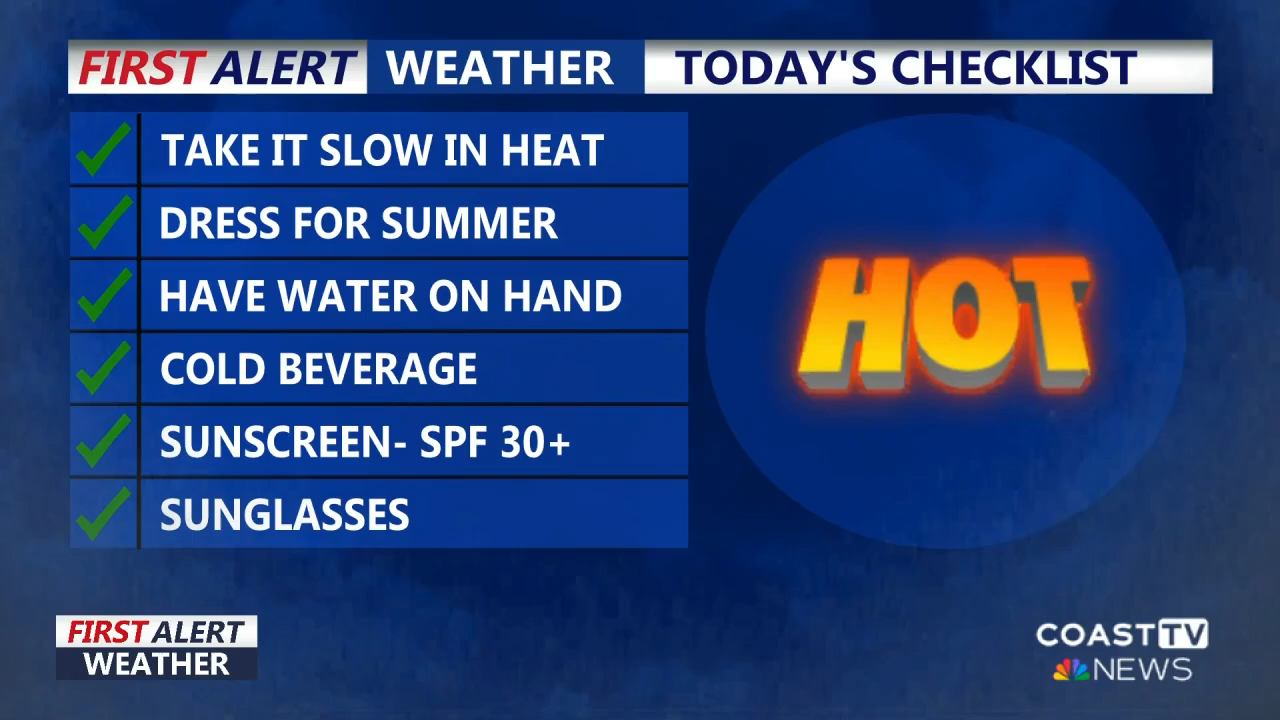 FIRST ALERT WEATHER TODAY'S CHECKLIST
TAKE IT SLOW IN HEAT
DRESS FOR SUMMER
HAVE WATER ON HAND
COLD BEVERAGE
SUNSCREEN- SPF 30+
SUNGLASSES
HOT
FIRST ALERT
WEATHER
COAST TV
NEWS